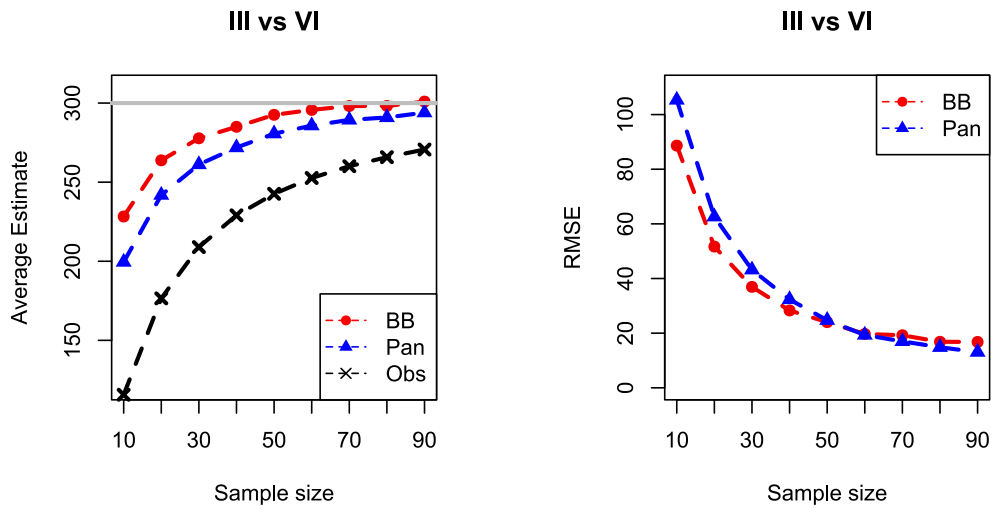 III vs VI
Average Estimate
300
250
200
150
10 30 50 70 90
Sample size
BB
Pan
Obs
III vs VI
RMSE
100
80
60
40
20
0
10 30 50 70 90
Sample size
BB
Pan